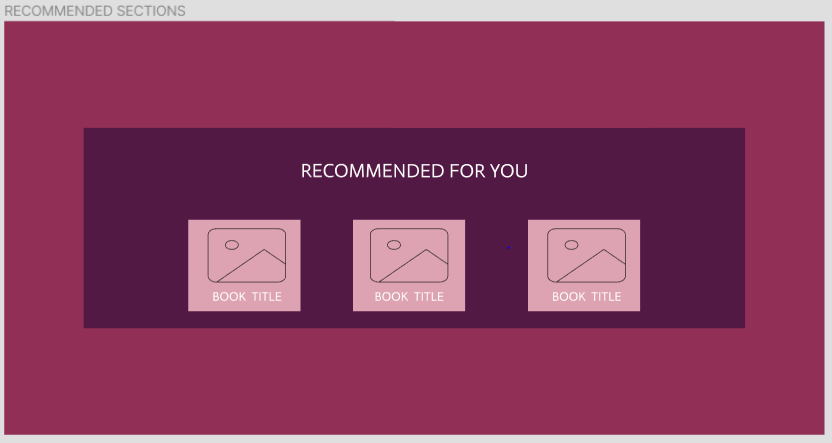 RECOMMENDED SECTIONS
RECOMMENDED FOR YOU
BOOK TITLE
BOOK TITLE
BOOK TITLE